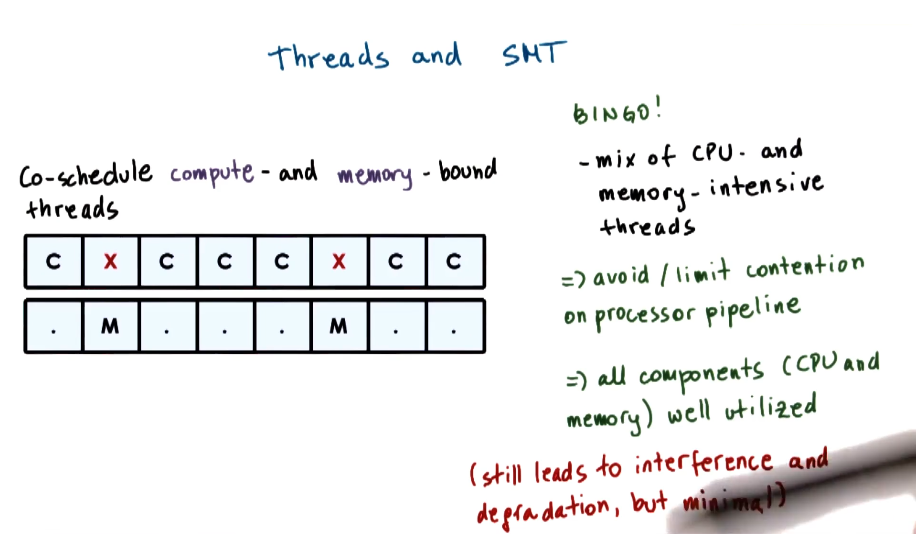 Threads and SMT
BINGO!
Co-schedule compute - and memory - bound
threads
C X C C C X C C
. M . . . M . .
- mix of CPU- and
memory-intensive
threads
=> avoid / limit contention
on processor pipeline
=> all components (CPU and
memory) well utilized
(still leads to interference and
degradation, but minimal)